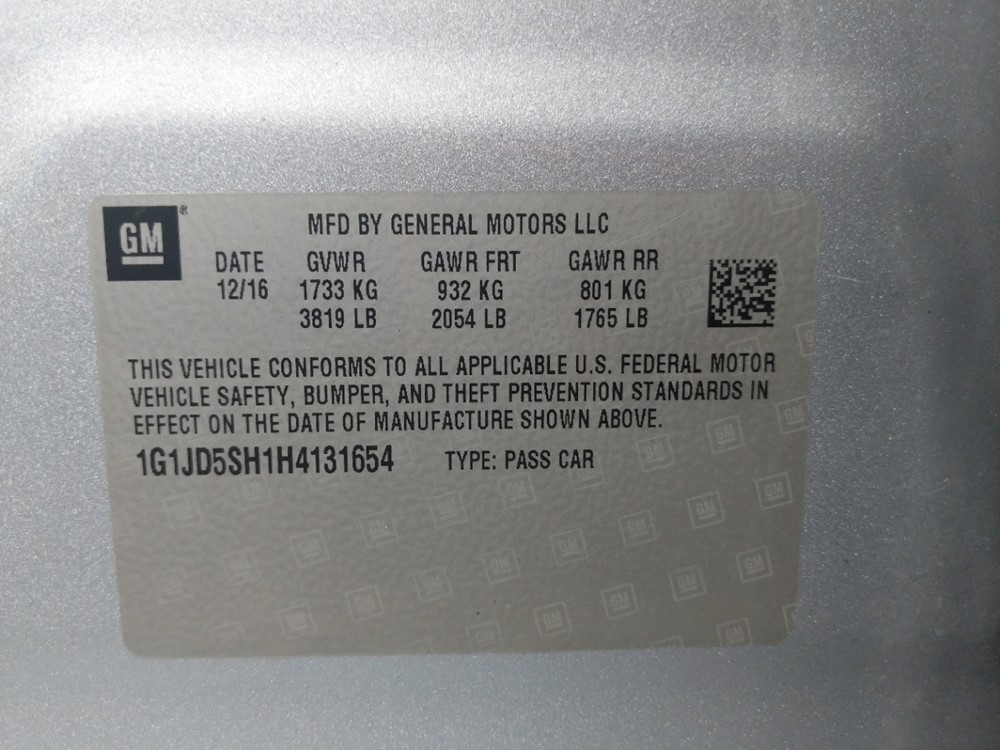 GM®
MFD BY GENERAL MOTORS LLC
DATE GVWR GAWR FRT GAWR RR
12/16 1733 KG 932 KG 801 KG
3819 LB 2054 LB 1765 LB
THIS VEHICLE CONFORMS TO ALL APPLICABLE U.S. FEDERAL MOTOR
VEHICLE SAFETY, BUMPER, AND THEFT PREVENTION STANDARDS IN
EFFECT ON THE DATE OF MANUFACTURE SHOWN ABOVE.
1G1JD5SH1H4131654 TYPE: PASS CAR